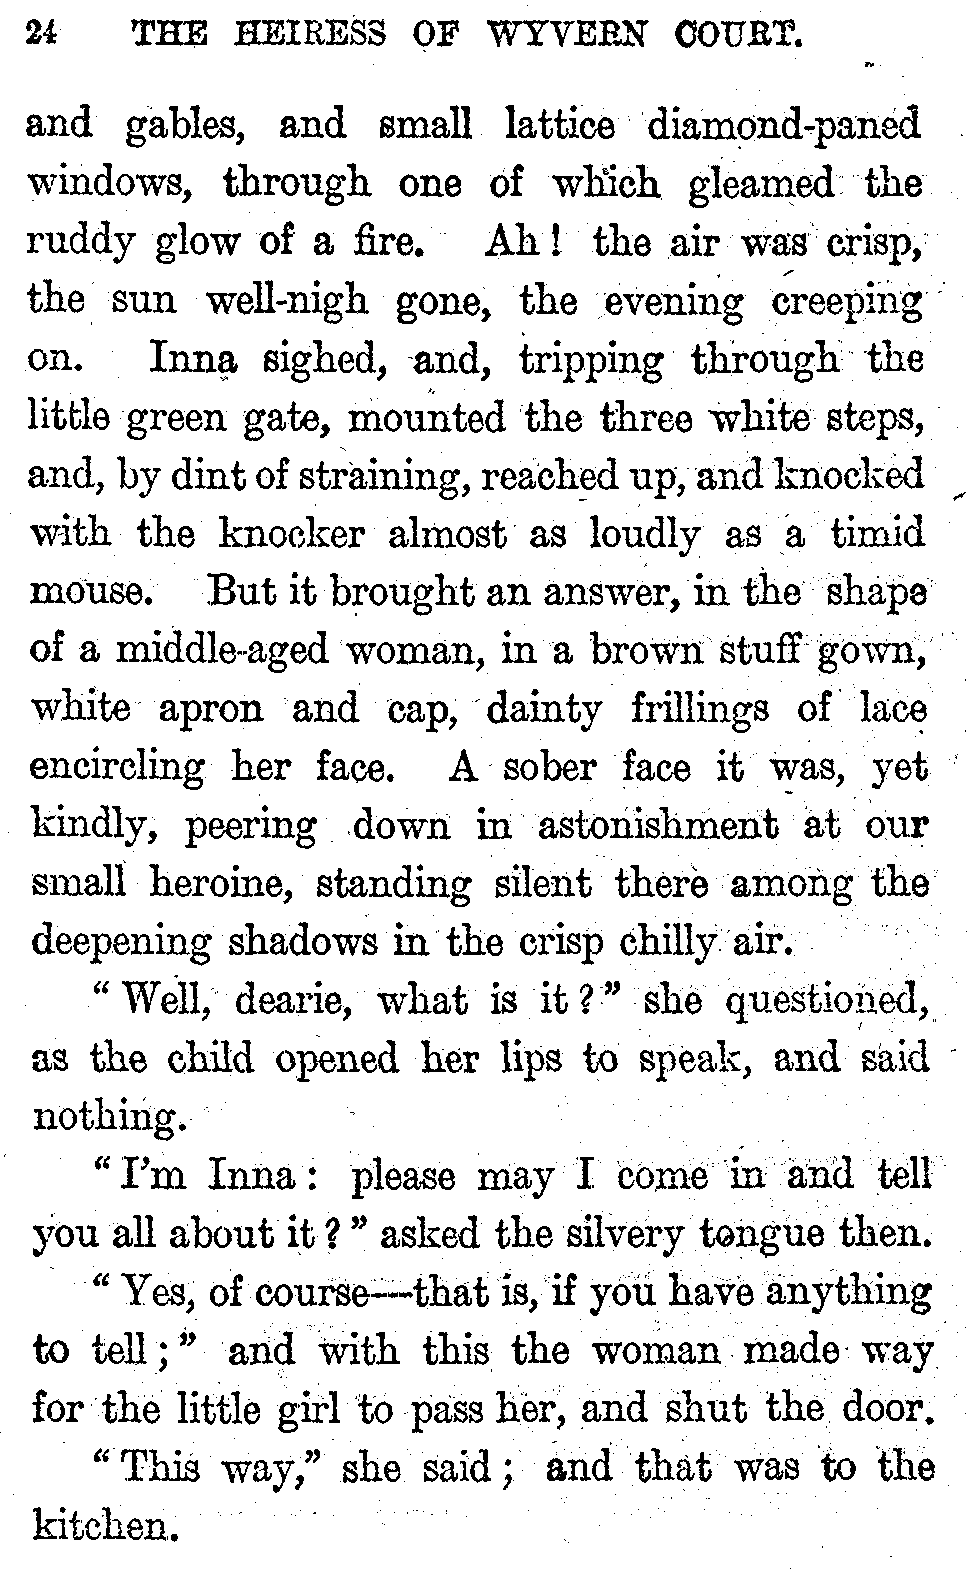 24 THE HEIRESS OF WYVERN COURT.
and gables, and small lattice diamond-paned
windows, through one of which gleamed the
ruddy glow of a fire. Ah! the air was crisp,
the sun well-nigh gone, the evening creeping
on. Inna sighed, and, tripping through the
little green gate, mounted the three white steps,
and, by dint of straining, reached up, and knocked
with the knocker almost as loudly as a timid
mouse. But it brought an answer, in the shape
of a middle-aged woman, in a brown stuff gown,
white apron and cap, dainty frillings of lace
encircling her face. A sober face it was, yet
kindly, peering down in astonishment at our
small heroine, standing silent there among the
deepening shadows in the crisp chilly air.
“Well, dearie, what is it?” she questioned,
as the child opened her lips to speak, and said
nothing.
“I’m Inna: please may I come in and tell
you all about it?” asked the silvery tongue then.
“Yes, of course—that is, if you have anything
to tell;” and with this the woman made way
for the little girl to pass her, and shut the door.
“This way,” she said; and that was to the
kitchen.